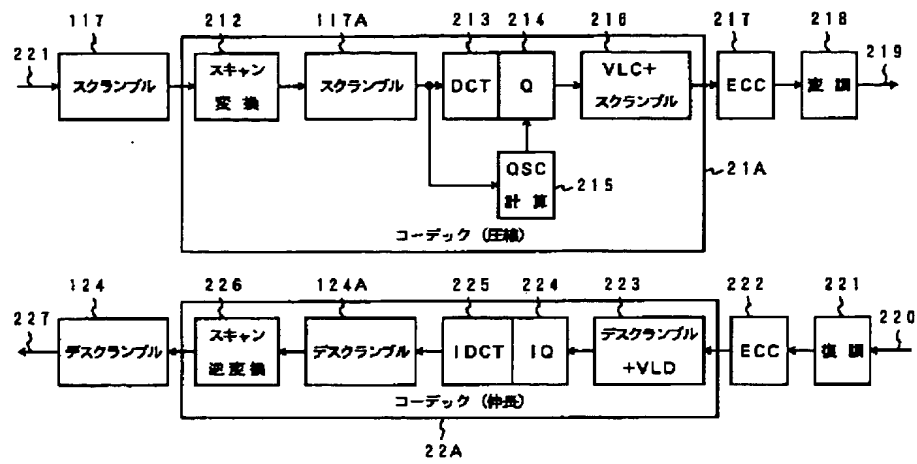 117
212
117A
213
214
216
217
218
221
219
スクランブル
スキャン
変換
スクランブル
DCT
Q
VLC+
スクランブル
ECC
変調
QSC
計算
215
21A
コーデック (圧縮)
124
226
124A
225
224
223
222
221
227
220
デスクランブル
スキャン
逆変換
デスクランブル
IDCT
IQ
デスクランブル
+VLD
ECC
復調
コーデック (伸長)
22A